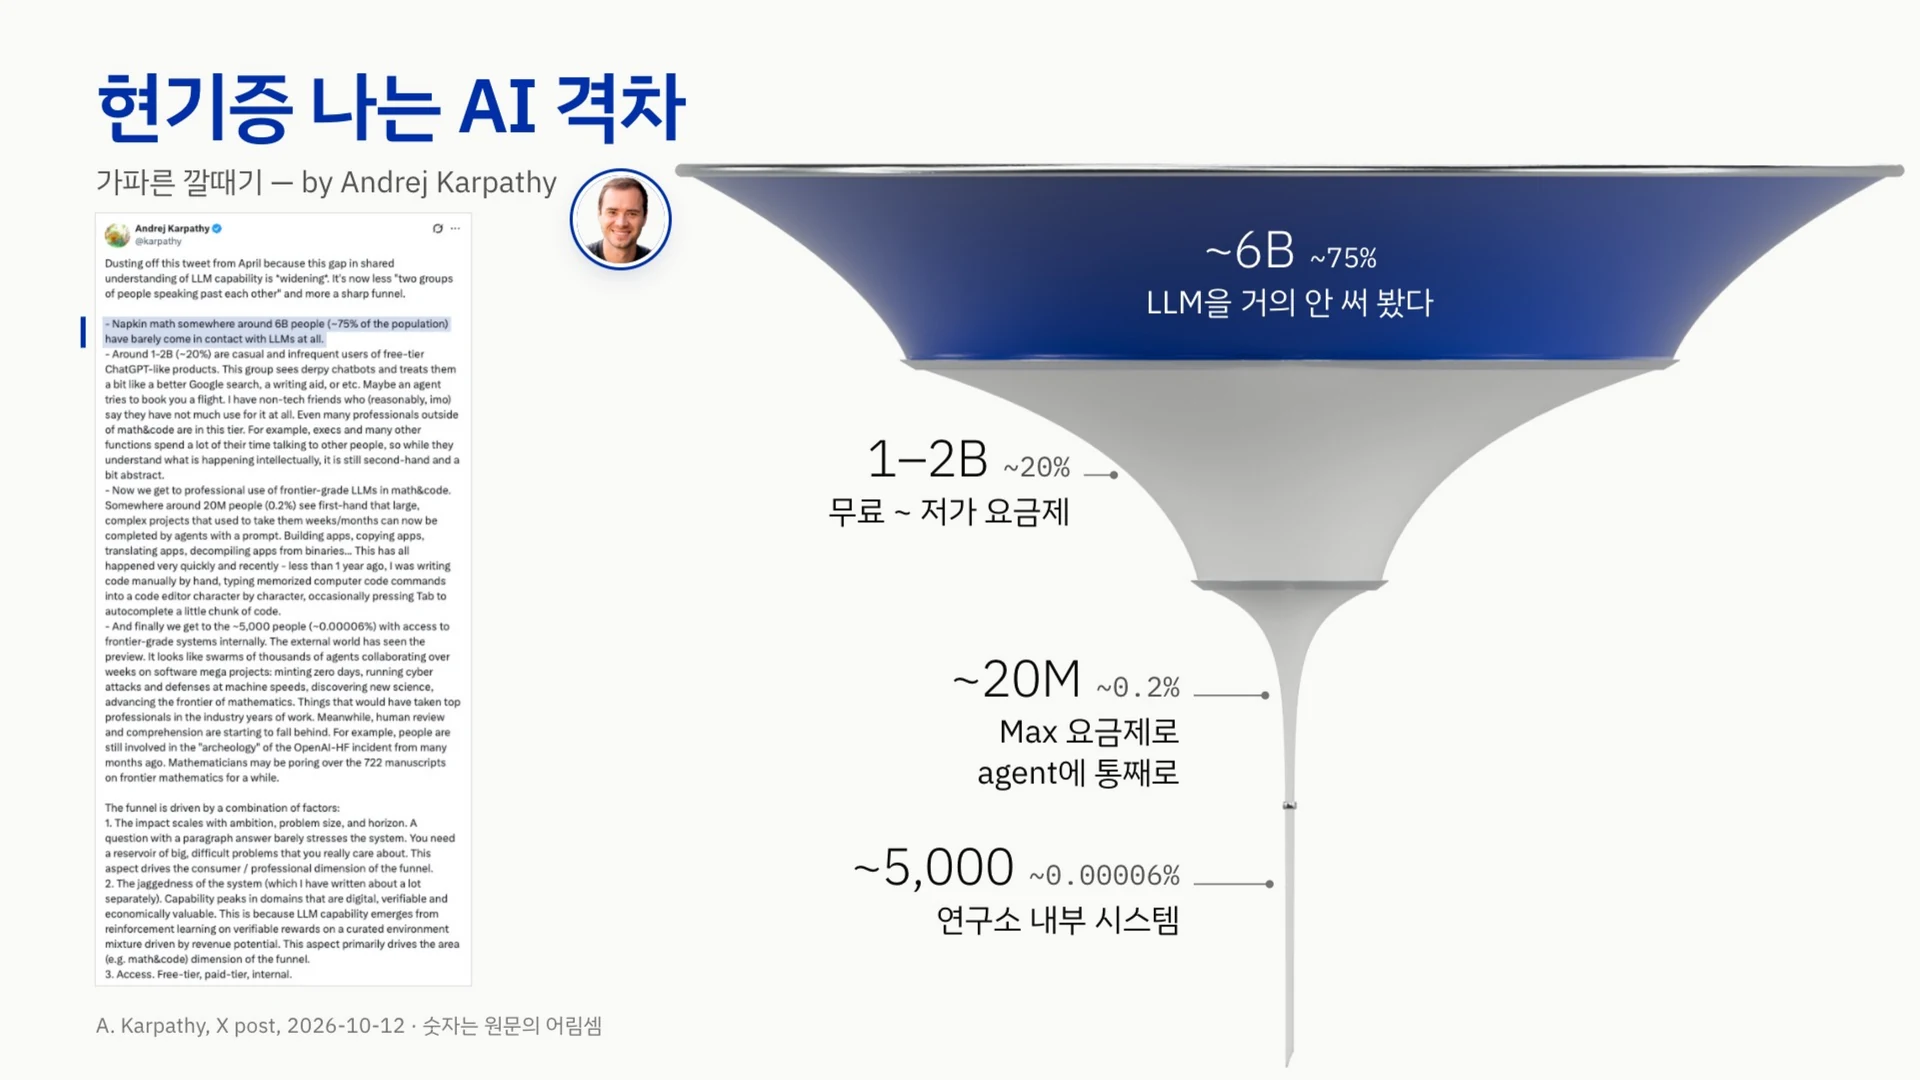 현기증 나는 AI 격차
가파른 깔때기 — by Andrej Karpathy
Andrej Karpathy
@karpathy
Dusting off this tweet from April because this gap in shared
understanding of LLM capability is *widening*. It's now less "two groups
of people speaking past each other" and more a sharp funnel.
- Napkin math somewhere around 6B people (~75% of the population)
have barely come in contact with LLMs at all.
- Around 1-2B (~20%) are casual and infrequent users of free-tier
ChatGPT-like products. This group sees derpy chatbots and treats them
a bit like a better Google search, a writing aid, or etc. Maybe an agent
tries to book you a flight. I have non-tech friends who (reasonably, imo)
say they have not much use for it at all. Even many professionals outside
of math&code are in this tier. For example, execs and many other
functions spend a lot of their time talking to other people, so while they
understand what is happening intellectually, it is still second-hand and a
bit abstract.
- Now we get to professional use of frontier-grade LLMs in math&code.
Somewhere around 20M people (0.2%) see first-hand that large,
complex projects that used to take them weeks/months can now be
completed by agents with a prompt. Building apps, copying apps,
translating apps, decompiling apps from binaries... This has all
happened very quickly and recently - less than 1 year ago, I was writing
code manually by hand, typing memorized computer code commands
into a code editor character by character, occasionally pressing Tab to
autocomplete a little chunk of code.
- And finally we get to the ~5,000 people (~0.00006%) with access to
frontier-grade systems internally. The external world has seen the
preview. It looks like swarms of thousands of agents collaborating over
weeks on software mega projects: minting zero days, running cyber
attacks and defenses at machine speeds, discovering new science,
advancing the frontier of mathematics. Things that would have taken top
professionals in the industry years of work. Meanwhile, human review
and comprehension are starting to fall behind. For example, people are
still involved in the "archeology" of the OpenAI-HF incident from many
months ago. Mathematicians may be poring over the 722 manuscripts
on frontier mathematics for a while.
The funnel is driven by a combination of factors:
1. The impact scales with ambition, problem size, and horizon. A
question with a paragraph answer barely stresses the system. You need
a reservoir of big, difficult problems that you really care about. This
aspect drives the consumer / professional dimension of the funnel.
2. The jaggedness of the system (which I have written about a lot
separately). Capability peaks in domains that are digital, verifiable and
economically valuable. This is because LLM capability emerges from
reinforcement learning on verifiable rewards on a curated environment
mixture driven by revenue potential. This aspect primarily drives the area
(e.g. math&code) dimension of the funnel.
3. Access. Free-tier, paid-tier, internal.
A. Karpathy, X post, 2026-10-12 · 숫자는 원문의 어림셈
~6B ~75%
LLM을 거의 안 써 봤다
1–2B ~20%
무료 ~ 저가 요금제
~20M ~0.2%
Max 요금제로
agent에 통째로
~5,000 ~0.00006%
연구소 내부 시스템